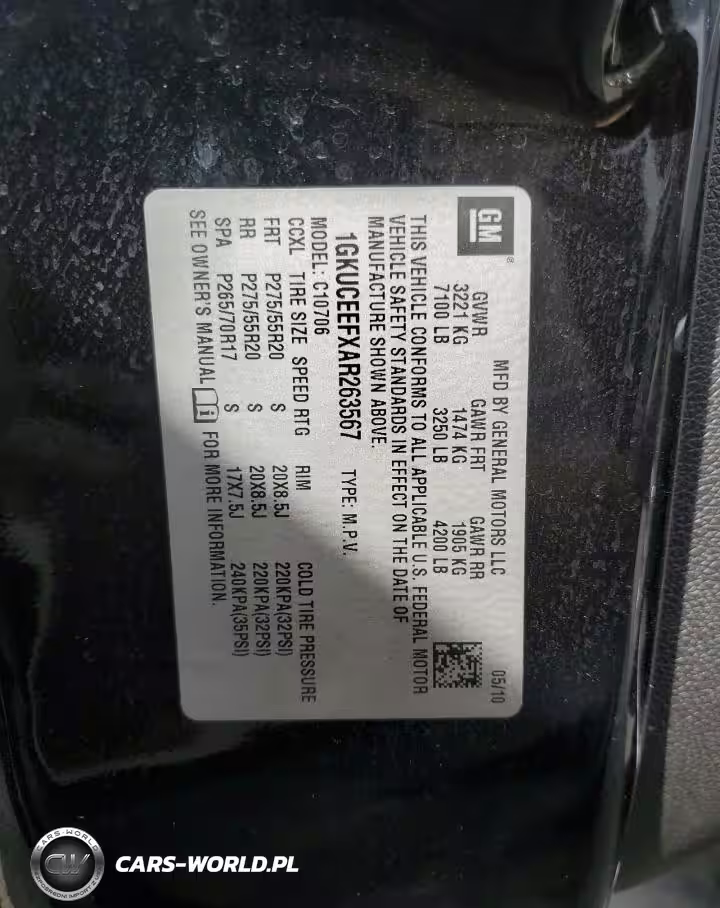 GM
MFD BY GENERAL MOTORS LLC 05/10
GVWR GAWR FRT GAWR RR
3221 KG 1474 KG 1905 KG
7100 LB 3250 LB 4200 LB
THIS VEHICLE CONFORMS TO ALL APPLICABLE U.S. FEDERAL MOTOR
VEHICLE SAFETY STANDARDS IN EFFECT ON THE DATE OF
MANUFACTURE SHOWN ABOVE.
1GKUCEEFXAR263567 TYPE: M.P.V.
MODEL: C10706
CCXL TIRE SIZE SPEED RTG RIM COLD TIRE PRESSURE
FRT P275/55R20 S 20X8.5J 220KPA(32PSI)
RR P275/55R20 S 20X8.5J 220KPA(32PSI)
SPA P265/70R17 S 17X7.5J 240KPA(35PSI)
SEE OWNER'S MANUAL FOR MORE INFORMATION.
CARS-WORLD
CW
CARS-WORLD.PL